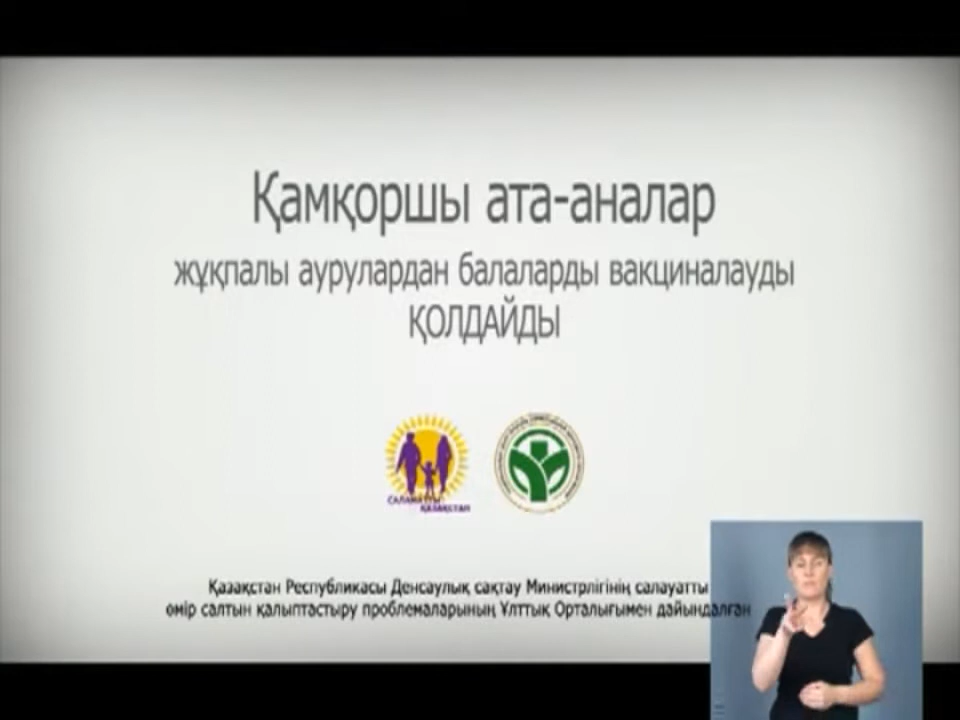 Қамқоршы ата-аналар
жұқпалы аурулардан балаларды вакциналауды
ҚОЛДАЙДЫ
САЛАМАТТЫ
ҚАЗАҚСТАН
Қазақстан Республикасы Денсаулық сақтау Министрлігінің салауатты
өмір салтын қалыптастыру проблемаларының Ұлттық Орталығымен дайындалған